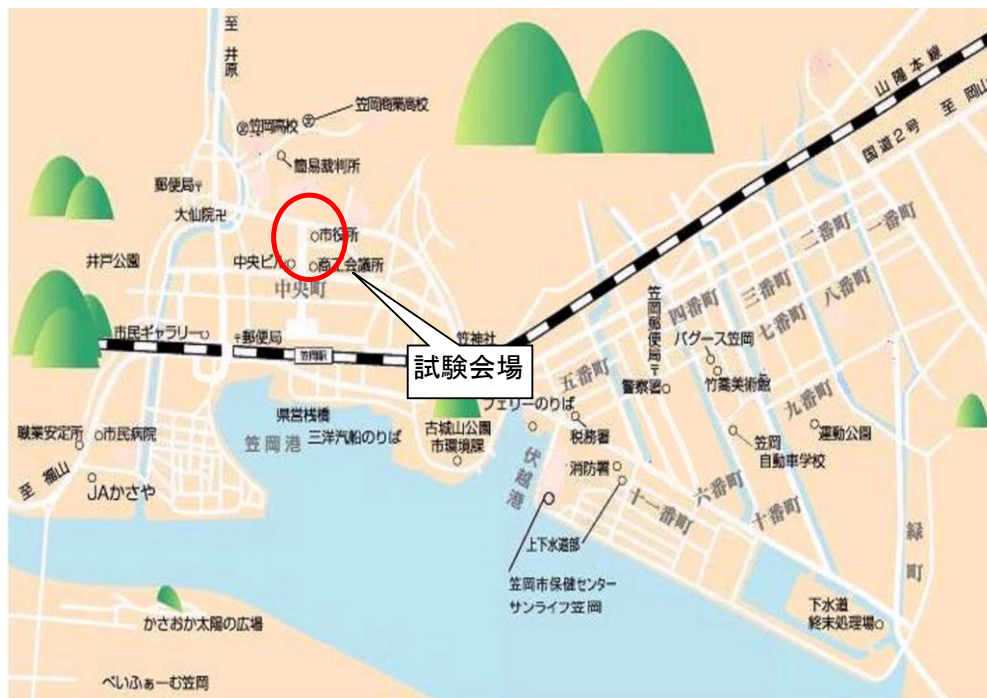 至井原
笠岡商業高校
笠岡高校
簡易裁判所
郵便局〒
大仙院卍
市役所
中央ビル
商工会議所
井戸公園
中央町
市民ギャラリー
〒郵便局
笠岡駅
笠神社
試験会場
山陽本線
至岡山
国道2号
一番町
二番町
三番町
四番町
五番町
六番町
七番町
八番町
九番町
十番町
十一番町
緑町
笠岡郵便局〒
バグース笠岡
警察署
竹喬美術館
運動公園
笠岡
自動車学校
フェリーのりば
税務署
消防署
伏越港
上下水道部
笠岡市保健センター
サンライフ笠岡
下水道
終末処理場
古城山公園
市環境課
県営桟橋
三洋汽船のりば
笠岡港
職業安定所
市民病院
至福山
JAかさや
かさおか太陽の広場
べいふぁーむ笠岡